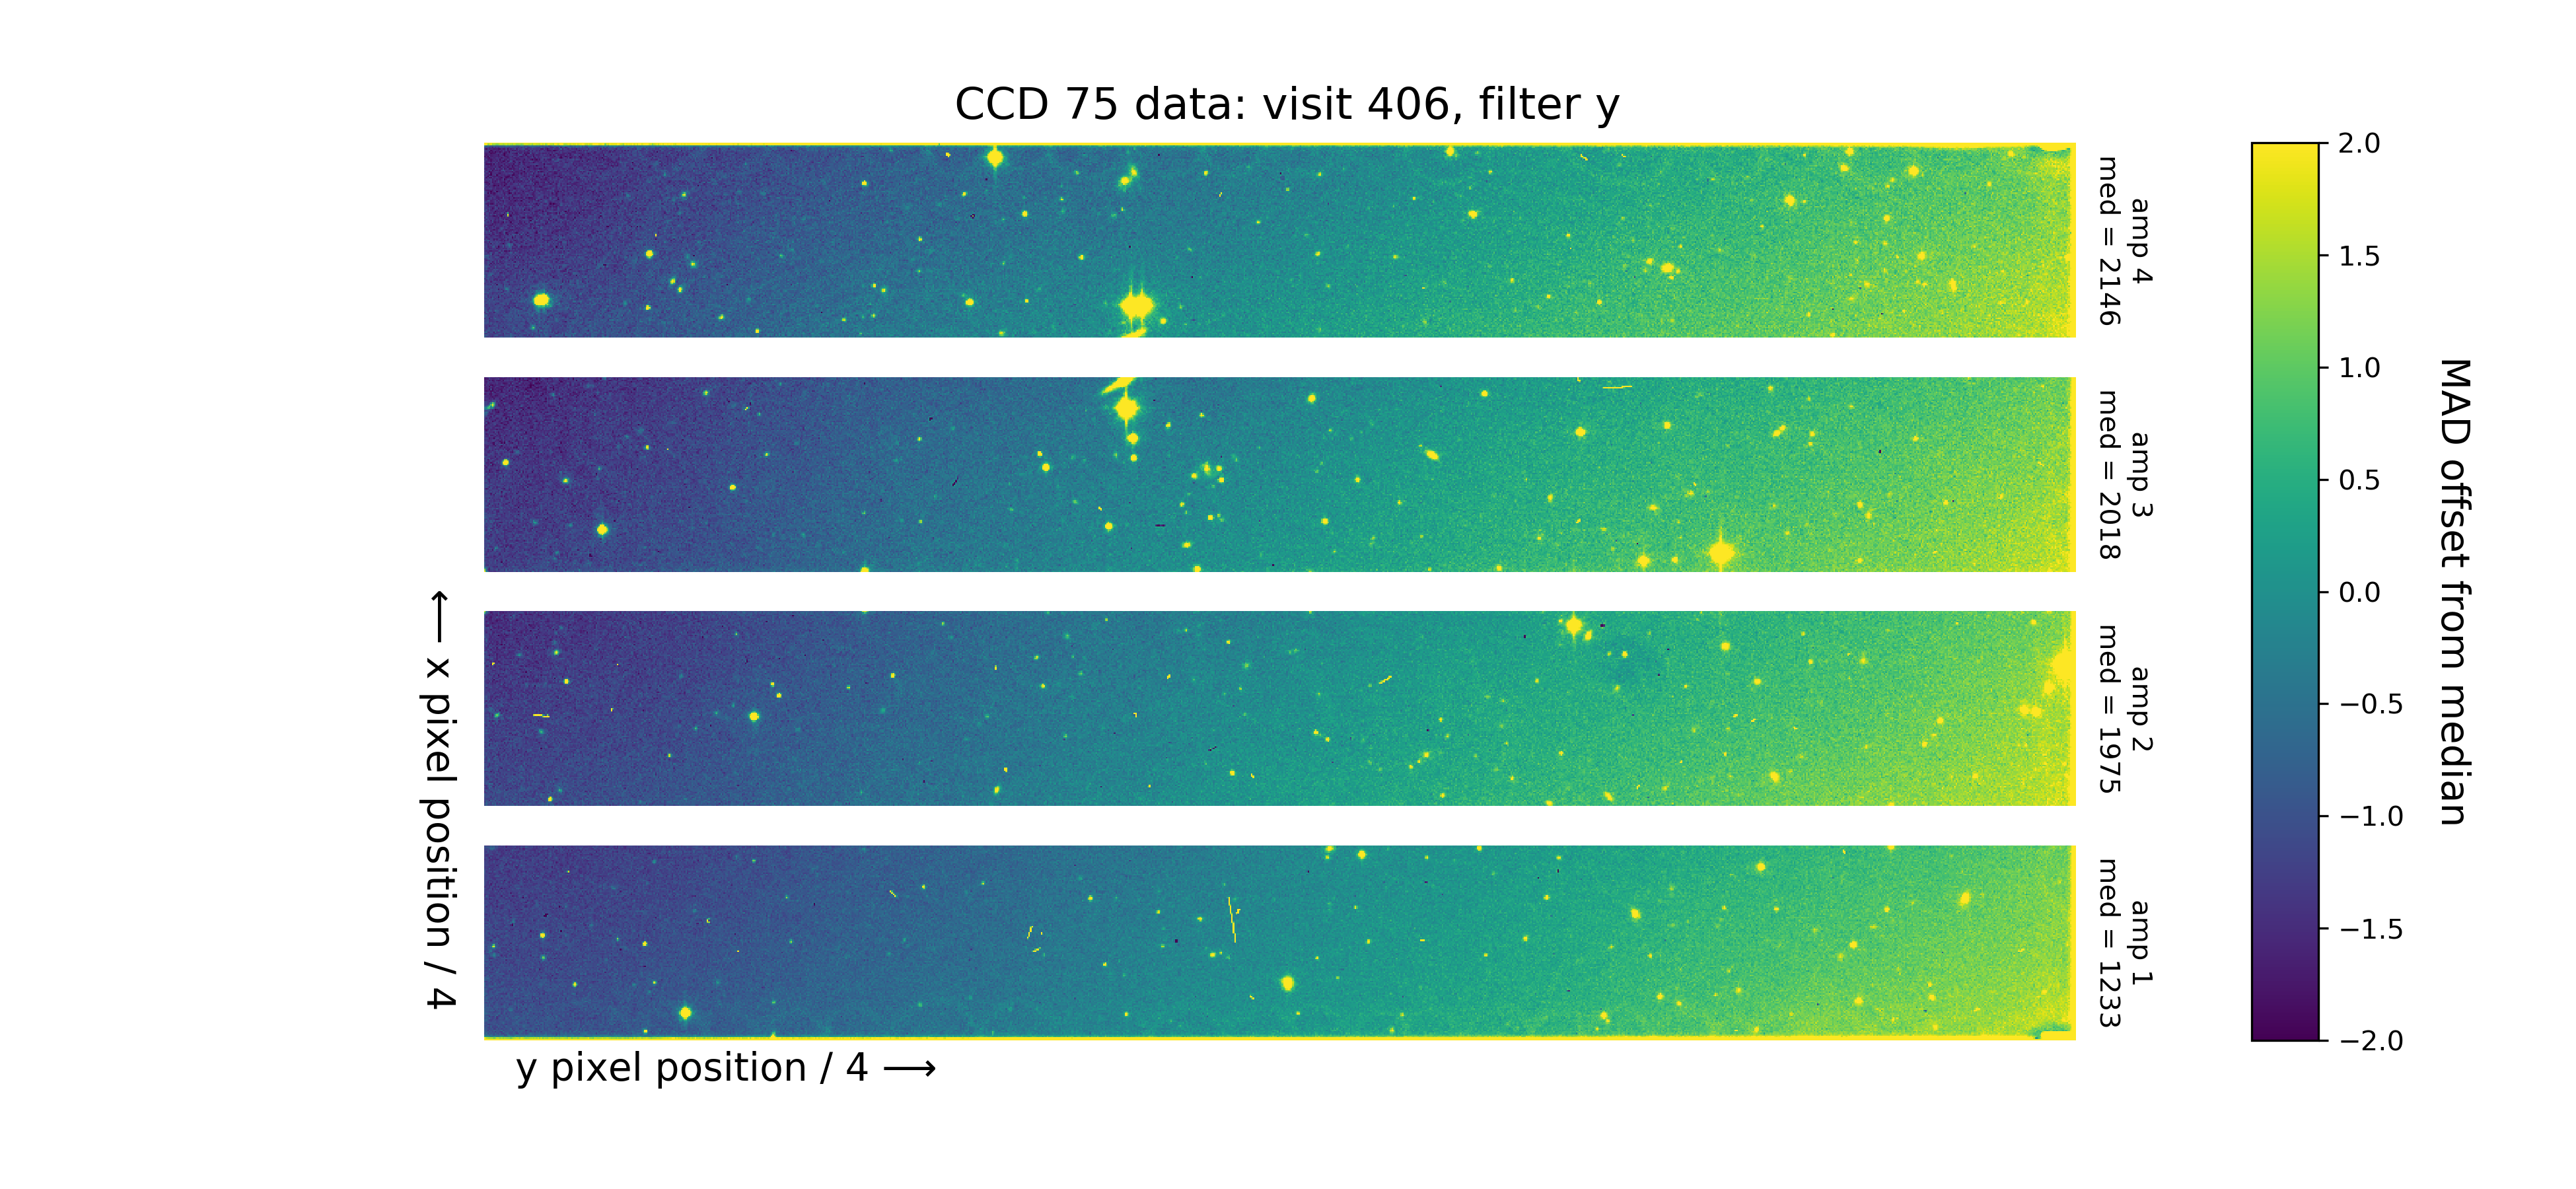 CCD 75 data: visit 406, filter y
amp 4
med = 2146
amp 3
med = 2018
amp 2
med = 1975
amp 1
med = 1233
⟵ x pixel position / 4
y pixel position / 4 ⟶
2.0
1.5
1.0
0.5
0.0
−0.5
−1.0
−1.5
−2.0
MAD offset from median